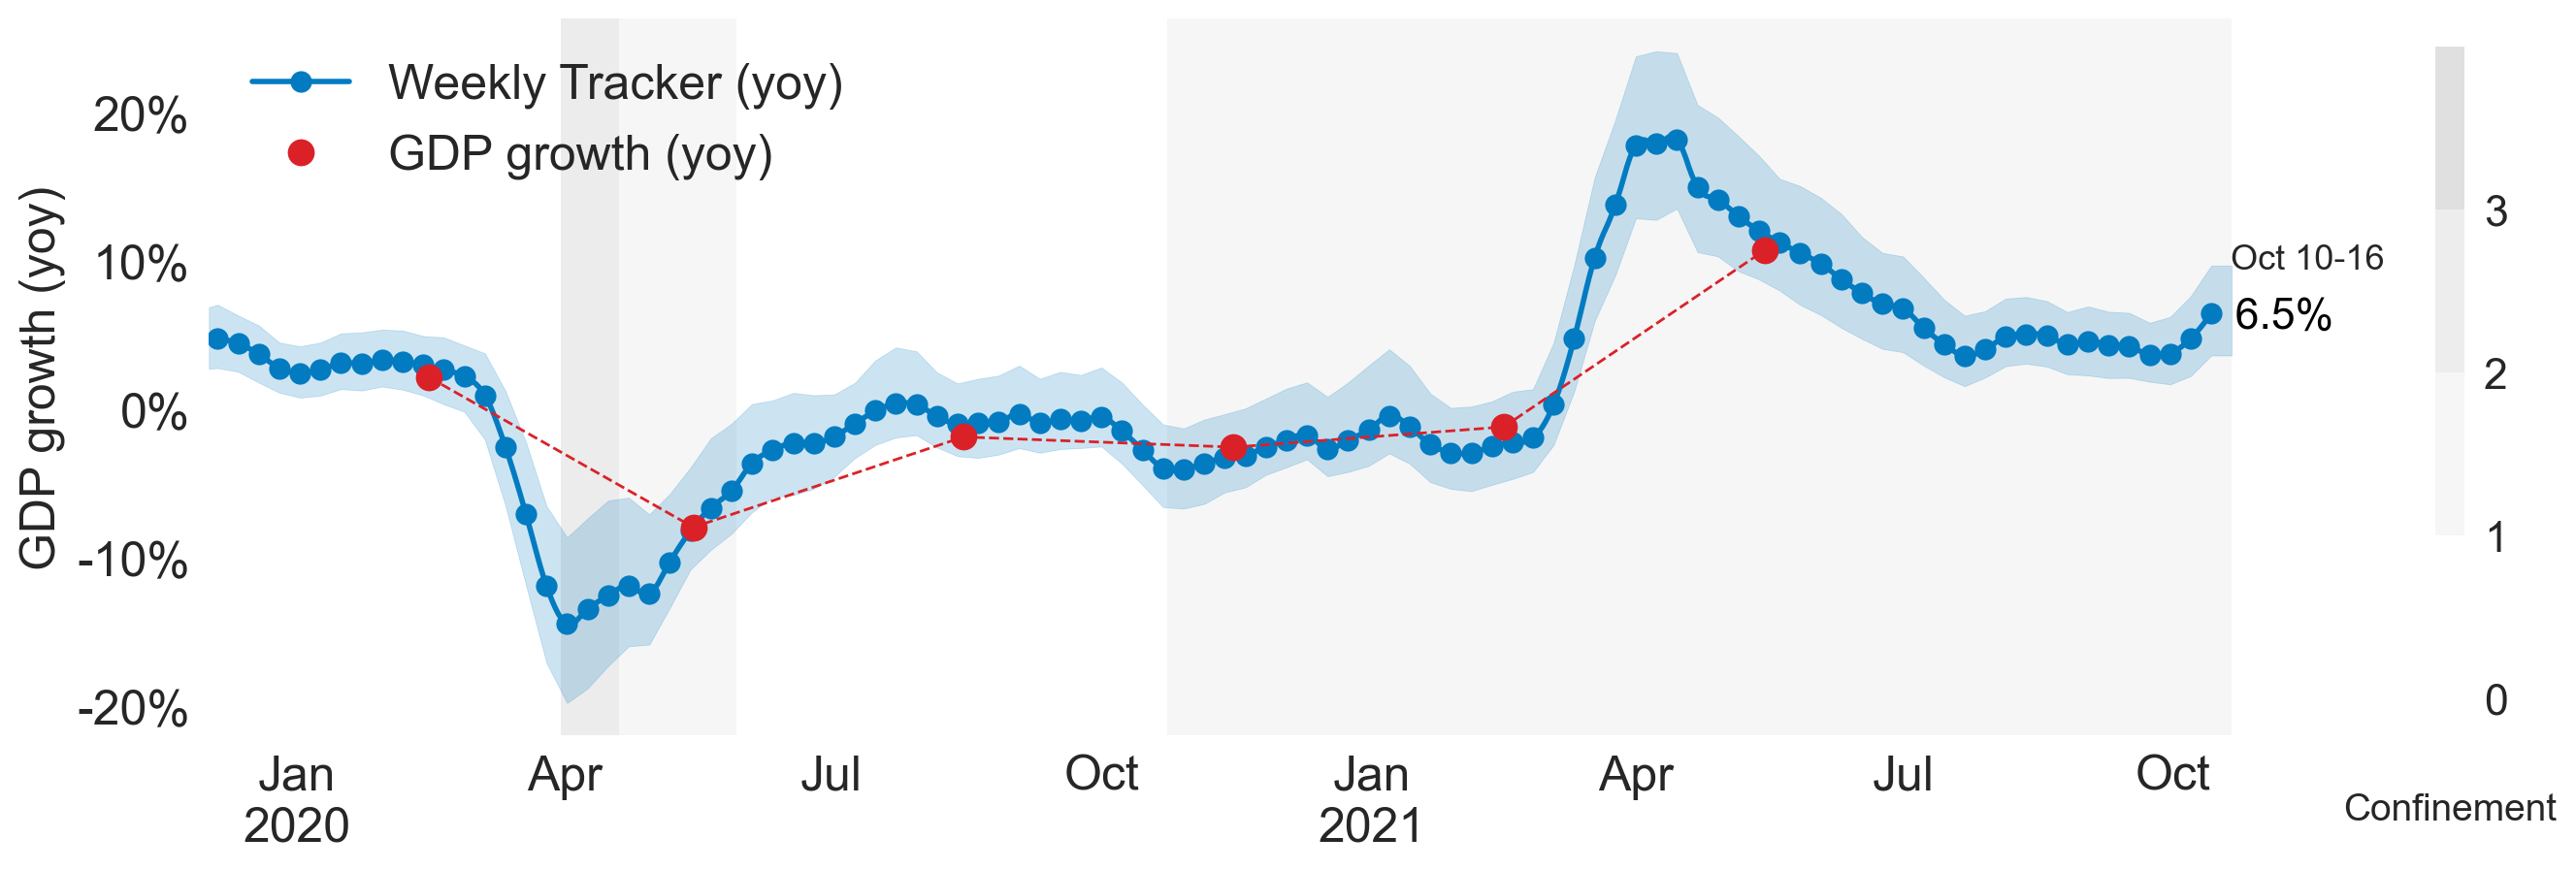 Weekly Tracker (yoy)
GDP growth (yoy)
GDP growth (yoy)
20%
10%
0%
-10%
-20%
Jan
2020
Apr
Jul
Oct
Jan
2021
Apr
Jul
Oct
Oct 10-16
6.5%
3
2
1
0
Confinement